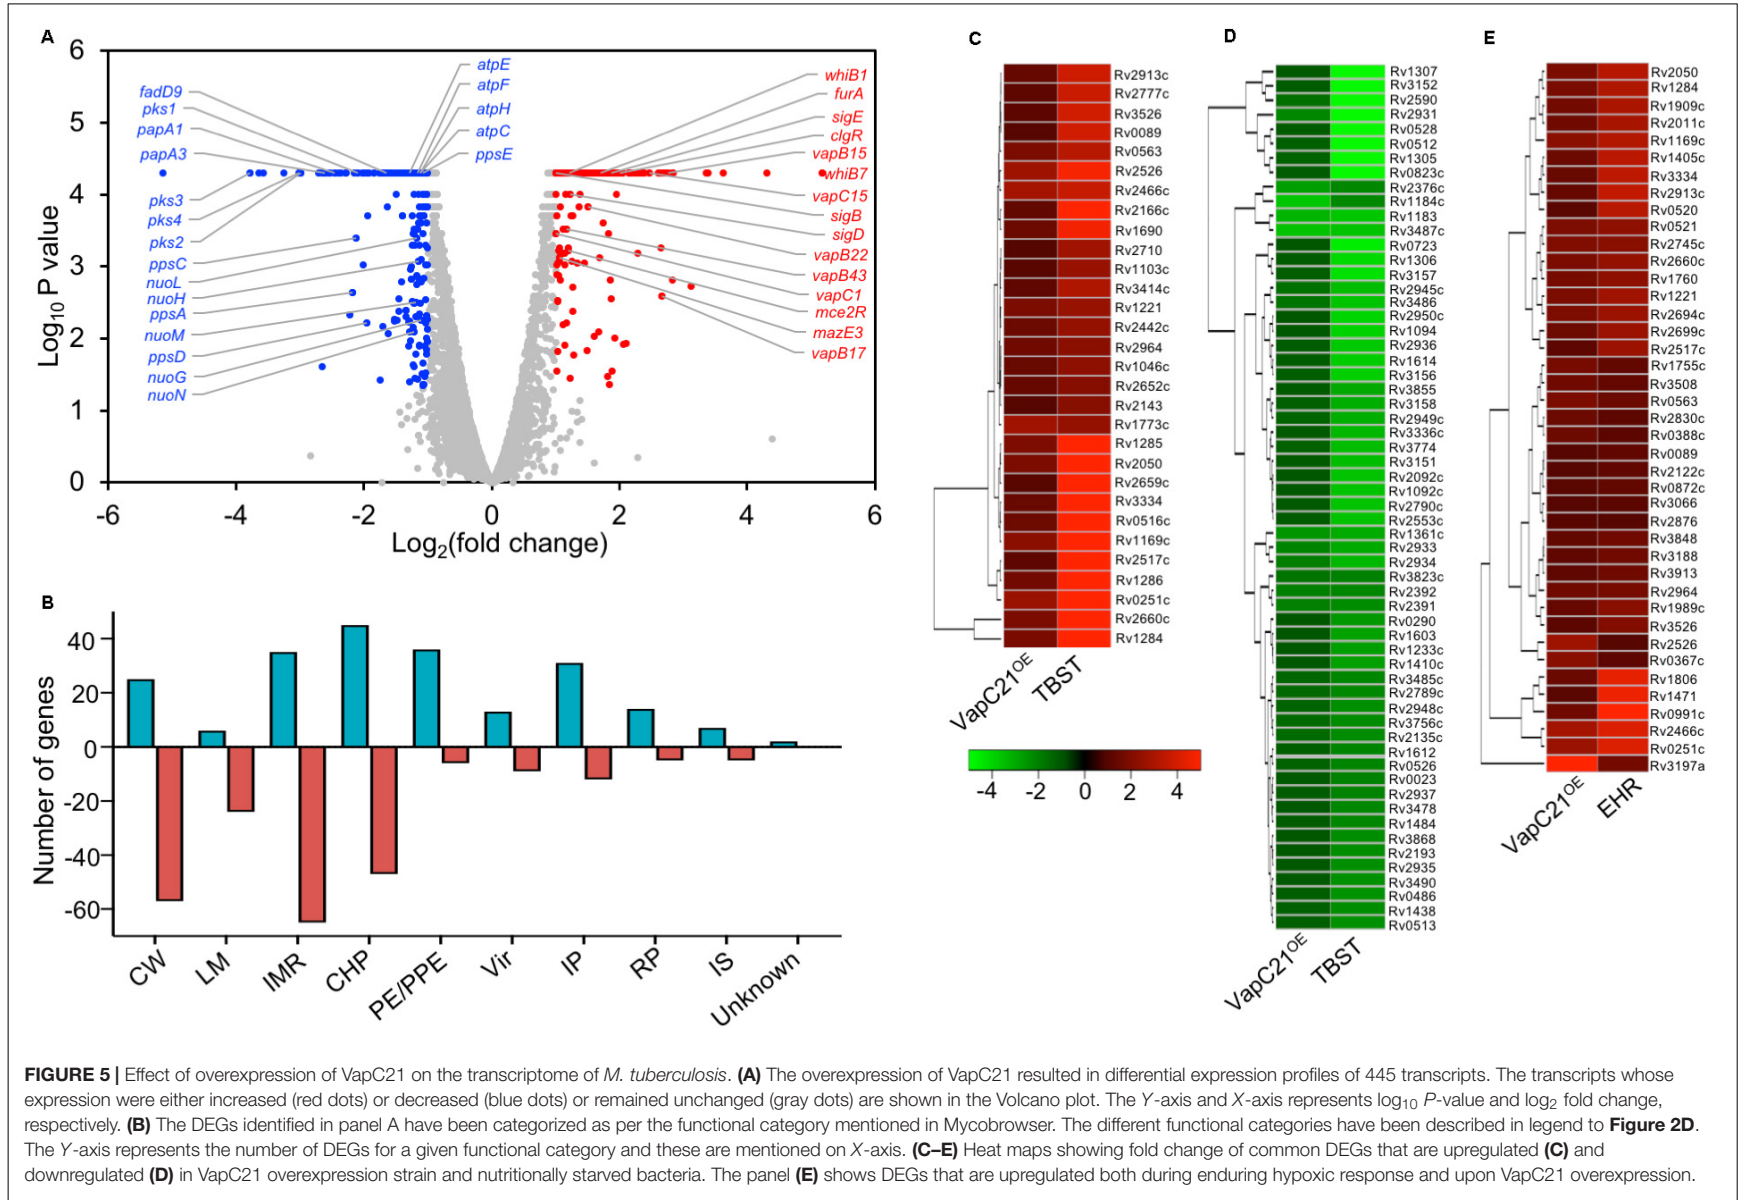 A
6
5
4
3
2
1
0
-6
-4
-2
0
2
4
6
Log10 P value
Log2(fold change)
fadD9
pks1
papA1
papA3
pks3
pks4
pks2
ppsC
nuoL
nuoH
ppsA
nuoM
ppsD
nuoG
nuoN
atpE
atpF
atpH
atpC
ppsE
whiB1
furA
sigE
clgR
vapB15
whiB7
vapC15
sigB
sigD
vapB22
vapB43
vapC1
mce2R
mazE3
vapB17
B
40
20
0
-20
-40
-60
Number of genes
CW
LM
IMR
CHP
PE/PPE
Vir
IP
RP
IS
Unknown
C
Rv2913c
Rv2777c
Rv3526
Rv0089
Rv0563
Rv2526
Rv2466c
Rv2166c
Rv1690
Rv2710
Rv1103c
Rv3414c
Rv1221
Rv2442c
Rv2964
Rv1046c
Rv2652c
Rv2143
Rv1773c
Rv1285
Rv2050
Rv2659c
Rv3334
Rv0516c
Rv1169c
Rv2517c
Rv1286
Rv0251c
Rv2660c
Rv1284
VapC21OE
TBST
-4
-2
0
2
4
D
Rv1307
Rv3152
Rv2590
Rv2931
Rv0528
Rv0512
Rv1305
Rv0823c
Rv2376c
Rv1184c
Rv1183
Rv3487c
Rv0723
Rv1306
Rv3157
Rv2945c
Rv3486
Rv2950c
Rv1094
Rv2936
Rv1614
Rv3156
Rv3855
Rv3158
Rv2949c
Rv3336c
Rv3774
Rv3151
Rv2092c
Rv1092c
Rv2790c
Rv2553c
Rv1361c
Rv2933
Rv2934
Rv3823c
Rv2392
Rv2391
Rv0290
Rv1603
Rv1233c
Rv1410c
Rv3485c
Rv2789c
Rv2948c
Rv3756c
Rv2135c
Rv1612
Rv0526
Rv0023
Rv2937
Rv3478
Rv1484
Rv3868
Rv2193
Rv2935
Rv3490
Rv0486
Rv1438
Rv0513
VapC21OE
TBST
E
Rv2050
Rv1284
Rv1909c
Rv2011c
Rv1169c
Rv1405c
Rv3334
Rv2913c
Rv0520
Rv0521
Rv2745c
Rv2660c
Rv1760
Rv1221
Rv2694c
Rv2699c
Rv2517c
Rv1755c
Rv3508
Rv0563
Rv2830c
Rv0388c
Rv0089
Rv2122c
Rv0872c
Rv3066
Rv2876
Rv3848
Rv3188
Rv3913
Rv2964
Rv1989c
Rv3526
Rv2526
Rv0367c
Rv1806
Rv1471
Rv0991c
Rv2466c
Rv0251c
Rv3197a
VapC21OE
EHR
FIGURE 5 | Effect of overexpression of VapC21 on the transcriptome of M. tuberculosis. (A) The overexpression of VapC21 resulted in differential expression profiles of 445 transcripts. The transcripts whose
expression were either increased (red dots) or decreased (blue dots) or remained unchanged (gray dots) are shown in the Volcano plot. The Y-axis and X-axis represents log10 P-value and log2 fold change,
respectively. (B) The DEGs identified in panel A have been categorized as per the functional category mentioned in Mycobrowser. The different functional categories have been described in legend to Figure 2D.
The Y-axis represents the number of DEGs for a given functional category and these are mentioned on X-axis. (C–E) Heat maps showing fold change of common DEGs that are upregulated (C) and
downregulated (D) in VapC21 overexpression strain and nutritionally starved bacteria. The panel (E) shows DEGs that are upregulated both during enduring hypoxic response and upon VapC21 overexpression.